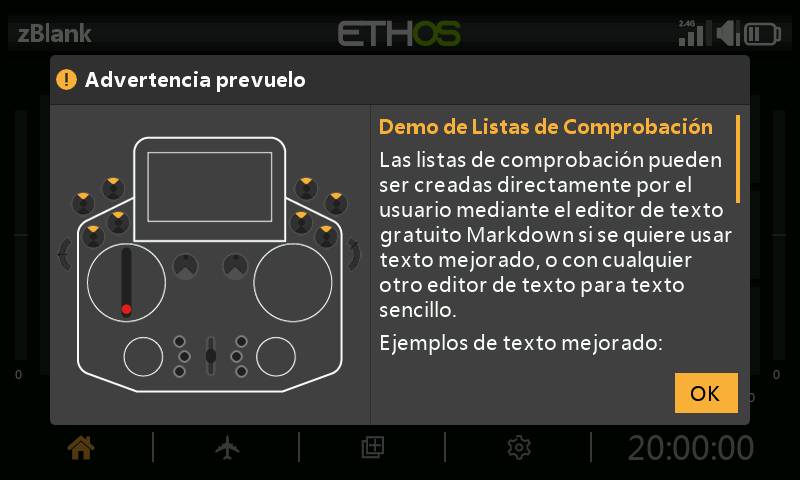 zBlank
ETHOS
2.4G
Advertencia prevuelo
Demo de Listas de Comprobación
Las listas de comprobación pueden
ser creadas directamente por el
usuario mediante el editor de texto
gratuito Markdown si se quiere usar
texto mejorado, o con cualquier
otro editor de texto para texto
sencillo.
Ejemplos de texto mejorado:
OK
0
0
0
20:00:00